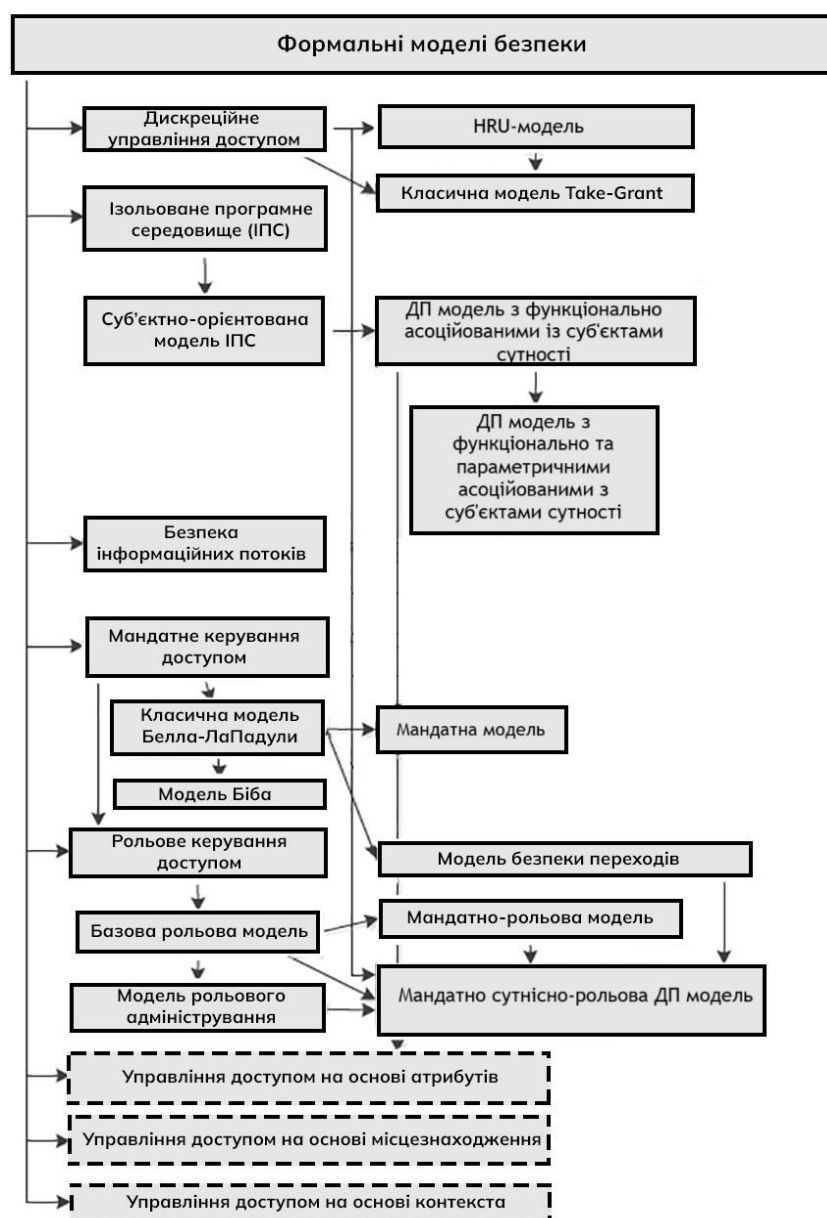 Формальні моделі безпеки
Дискреційне
управління доступом
HRU-модель
Класична модель Take-Grant
Ізольоване програмне
середовище (ІПС)
Суб'єктно-орієнтована
модель ІПС
ДП модель з функціонально
асоційованими із суб'єктами
сутності
ДП модель з
функціонально та
параметричними
асоційованими з
суб'єктами сутності
Безпека
інформаційних потоків
Мандатне керування
доступом
Класична модель
Белла-ЛаПадули
Мандатна модель
Модель Біба
Рольове керування
доступом
Модель безпеки переходів
Базова рольова модель
Мандатно-рольова модель
Модель рольового
адміністрування
Мандатно сутнісно-рольова ДП модель
Управління доступом на основі атрибутів
Управління доступом на основі місцезнаходження
Управління доступом на основі контекста